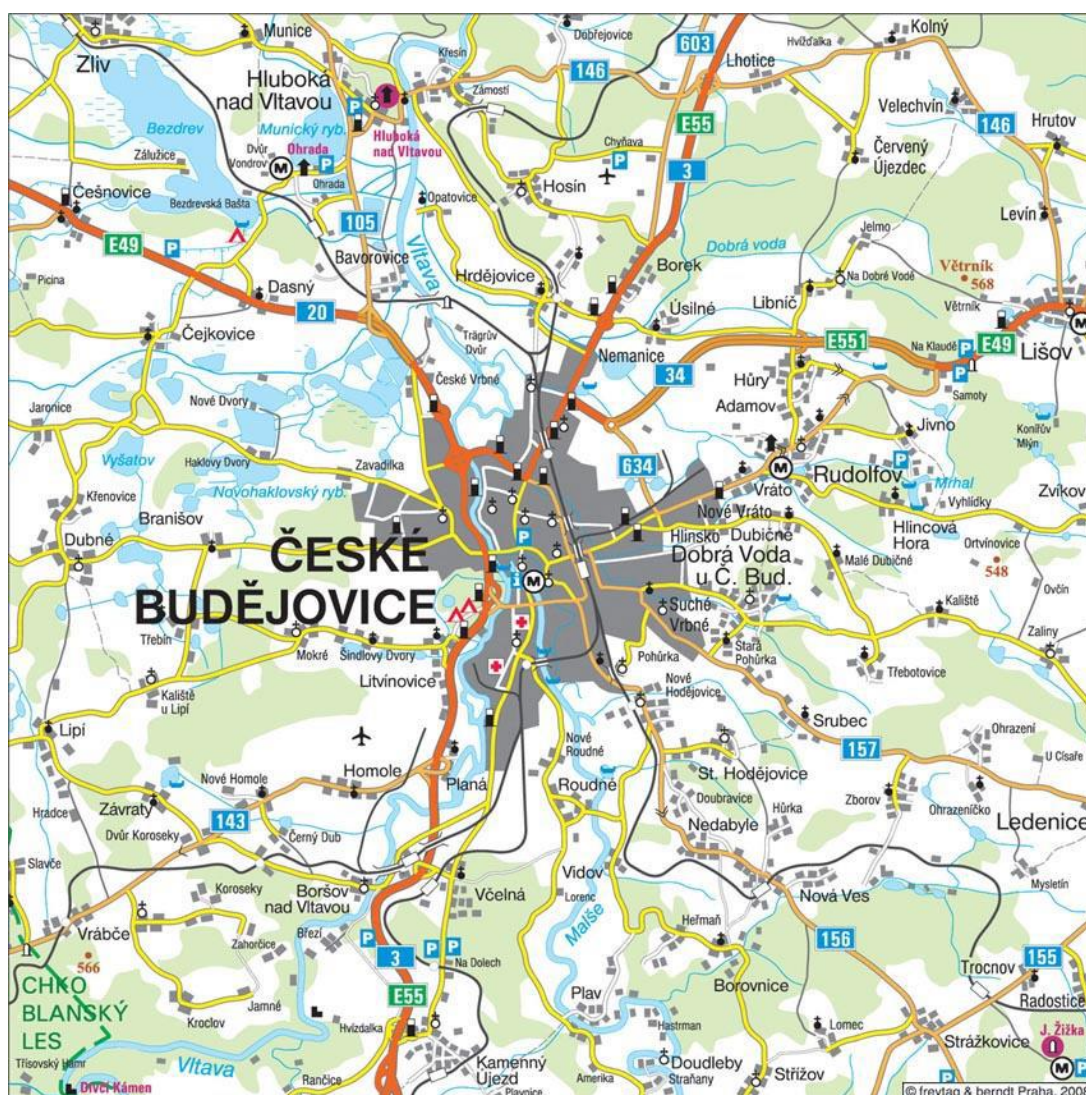 Munice
Dobřejovice
603
Kolný
Hvížďalka
Zliv
Křesín
146
Lhotice
Hluboká
nad Vltavou
Zámostí
Velechvín
Bezdrev
Munický ryb.
P
E55
146
Hrutov
Dvůr
Vondrov
Ohrada
Hluboká
nad Vltavou
Chyňava
P
Červený
Újezdec
Zálužice
M
P
3
Češnovice
Ohrada
Opatovice
Hosín
Levín
Bezdrevská Bašta
105
Jelmo
E49
P
Vltava
Dobrá voda
Bavorovice
Borek
Na Dobré Vodě
Větrník
568
Picina
Dasný
Hrdějovice
Libníč
Větrník
20
Úsilné
M
Čejkovice
Trägrův
Dvůr
E551
Na Klaudě
P
E49
Lišov
Nemanice
34
Hůry
P
České Vrbné
Samoty
Jaronice
Nové Dvory
Adamov
Jivno
Konířův
Mlýn
Vyšatov
Haklovy Dvory
Zavadilka
634
M
Rudolfov
P
Mrhal
Křenovice
Novohaklovský ryb.
Vráto
Vyhlídky
Zvíkov
Branišov
Nové Vráto
Dubné
ČESKÉ
BUDĚJOVICE
P
Hlinsko
Dubičné
Hlincová
Hora
Ortvínovice
Dobrá Voda
u Č. Bud.
Malé Dubičné
548
i
M
Ovčín
Suché
Vrbné
Kaliště
Třebín
Mokré
Šindlovy Dvory
Stará
Pohůrka
Zaliny
Pohůrka
Třebotovice
Kaliště
u Lipí
Litvínovice
Nové
Hodějovice
Lipí
Srubec
Ohrazení
Nové
Roudné
157
U Císaře
Nové Homole
Homole
Planá
St. Hodějovice
Roudné
Hradce
Závraty
Doubravice
Hůrka
Zborov
Ohrazeníčko
143
Dvůr Koroseky
Černý Dub
Nedabyle
Ledenice
Slavče
Koroseky
Boršov
nad Vltavou
Včelná
Vidov
Lorenc
Nová Ves
Mysletín
Vrábče
Březí
Malše
Heřmaň
Zahorčice
P
P
P
156
566
3
Na Dolech
155
CHKO
BLANSKÝ
LES
Jamné
Plav
Borovnice
Trocnov
E55
Radostice
Kroclov
Hvízdalka
Hastrman
Lomec
J. Žižka
Třísovský Hamr
Vltava
Kamenný
Újezd
Doudleby
Strážkovice
M
P
Dívčí Kámen
Rančice
Plavnice
Amerika
Straňany
Střížov
P
© freytag & berndt Praha, 2008